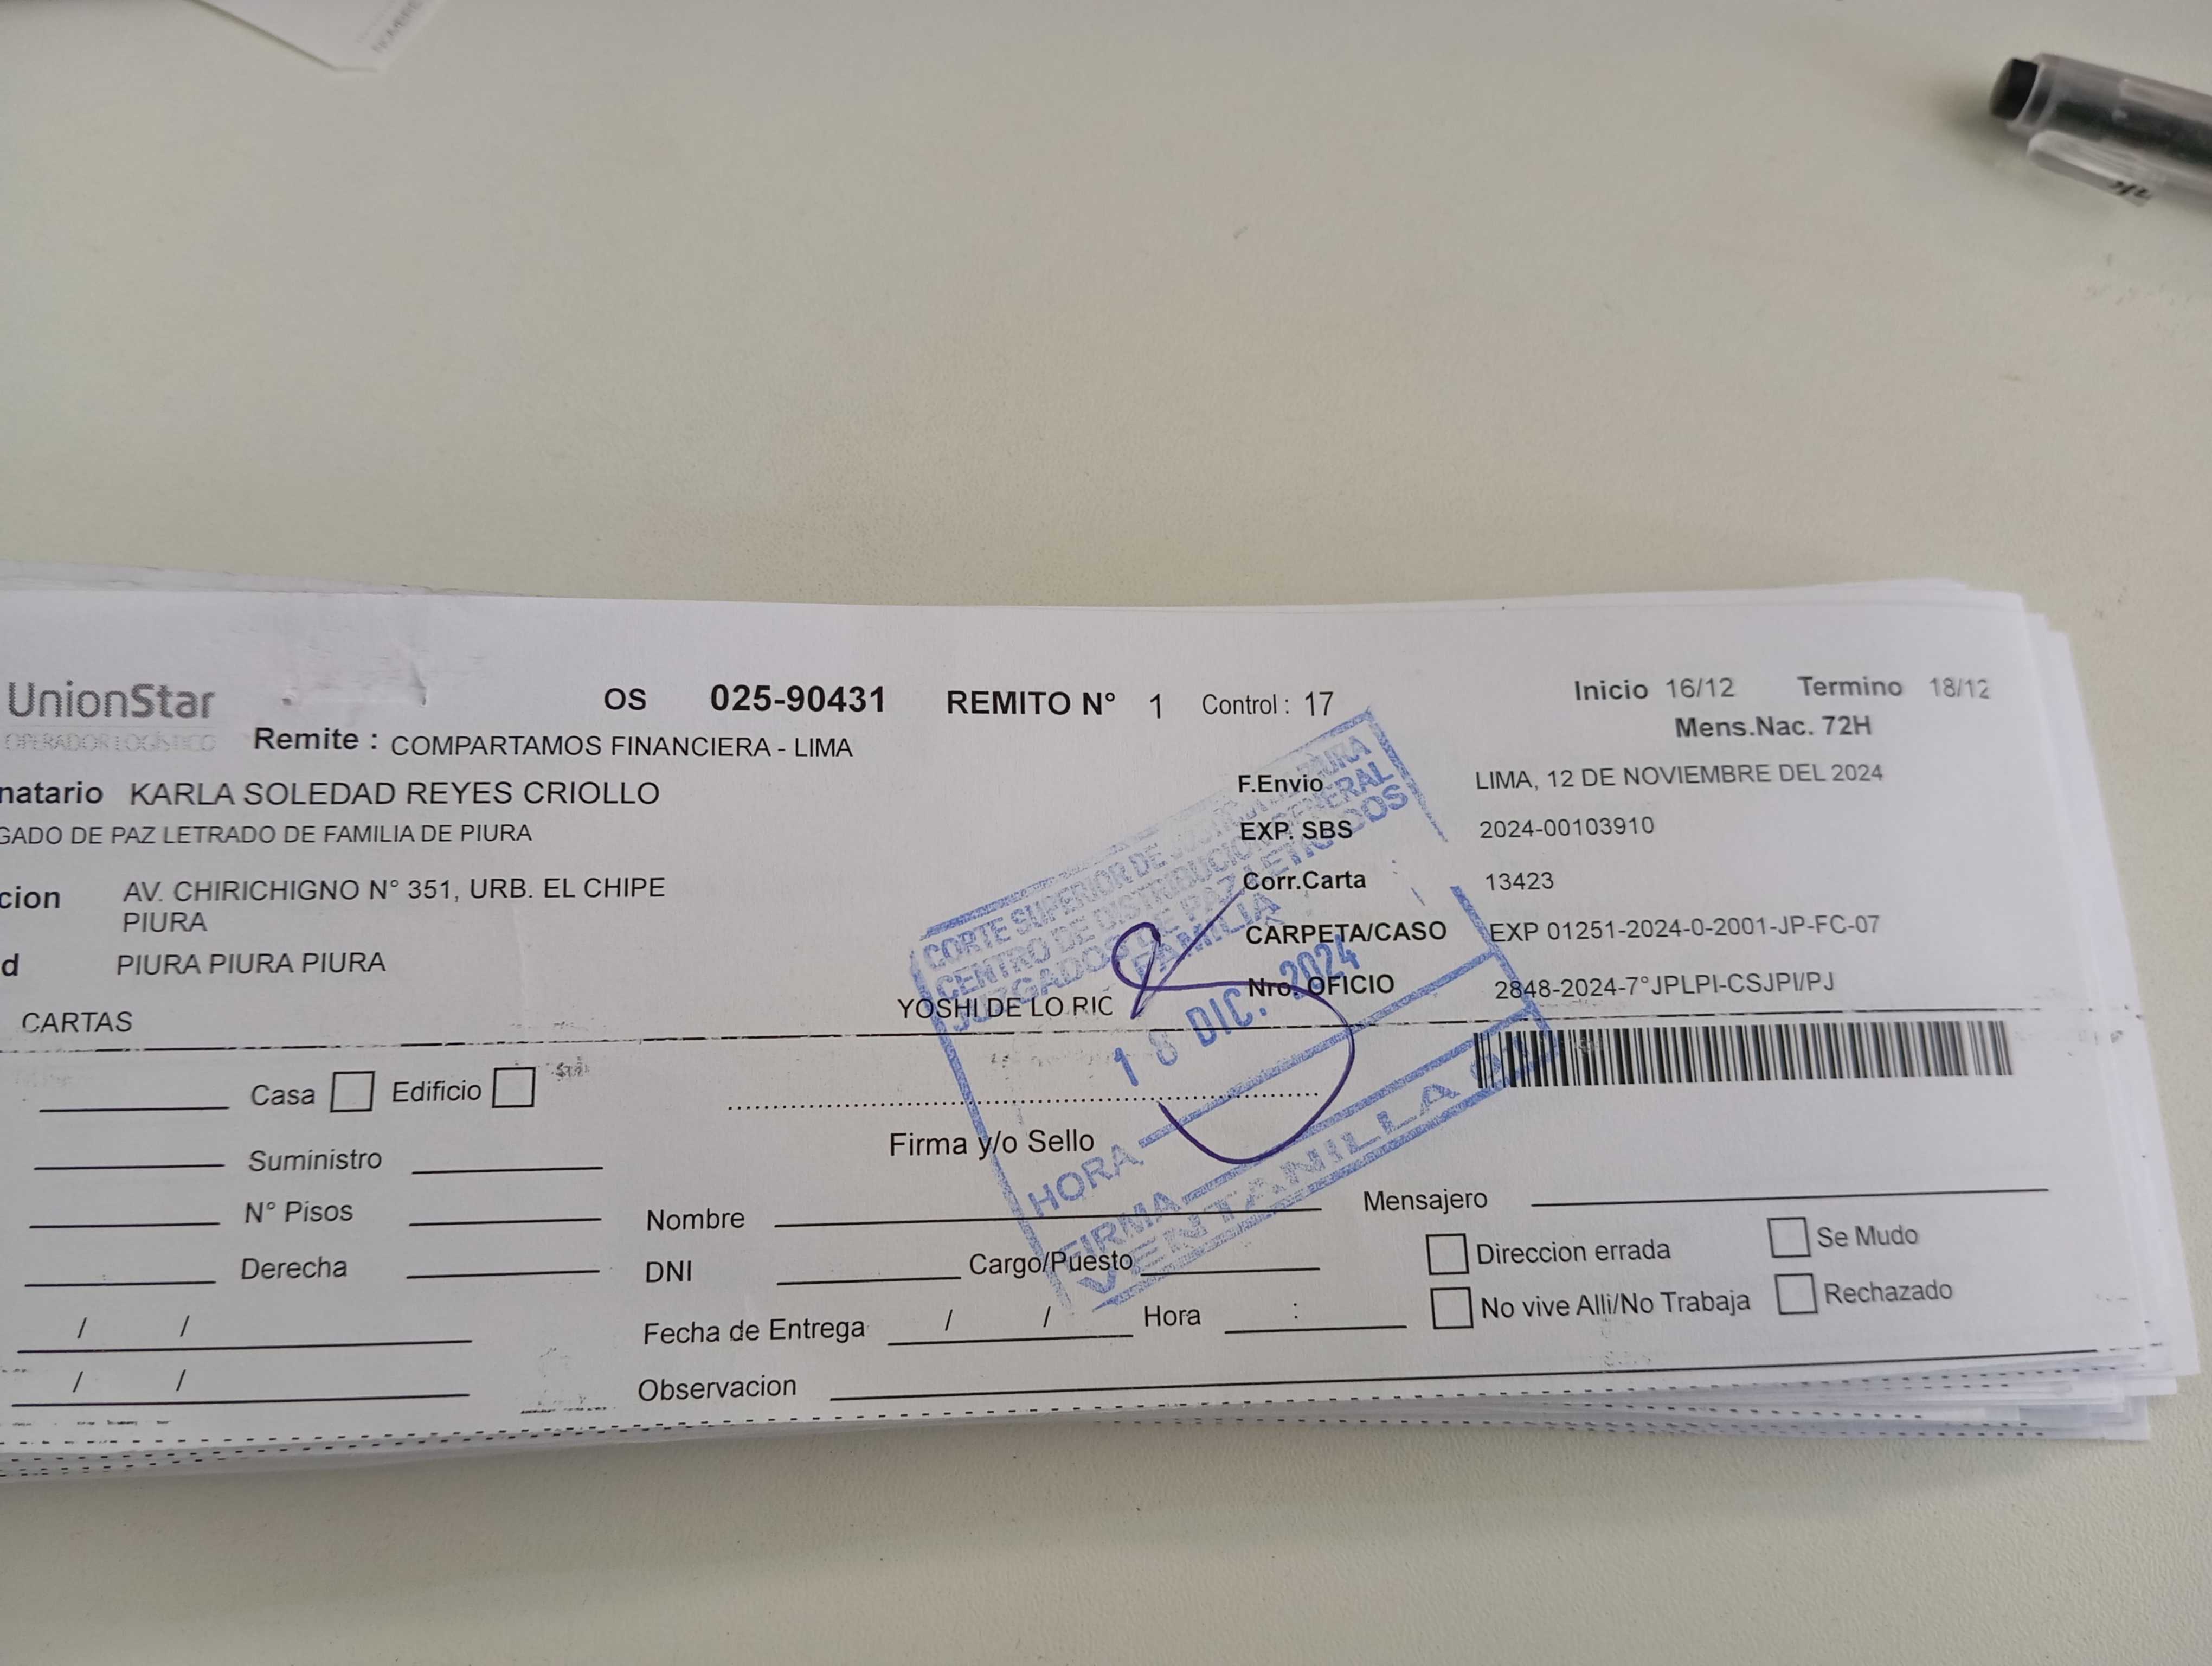 NOMBRE
UnionStar
OPERADOR LOGÍSTICO
OS 025-90431 REMITO N° 1 Control : 17
Inicio 16/12 Termino 18/12
Mens.Nac. 72H
Remite : COMPARTAMOS FINANCIERA - LIMA
natario KARLA SOLEDAD REYES CRIOLLO
GADO DE PAZ LETRADO DE FAMILIA DE PIURA
cion AV. CHIRICHIGNO N° 351, URB. EL CHIPE
PIURA
d PIURA PIURA PIURA
CARTAS
YOSHI DE LO RIC
F.Envio LIMA, 12 DE NOVIEMBRE DEL 2024
EXP. SBS 2024-00103910
Corr.Carta 13423
CARPETA/CASO EXP 01251-2024-0-2001-JP-FC-07
Nro. OFICIO 2848-2024-7°JPLPI-CSJPI/PJ
CORTE SUPERIOR DE JUSTICIA DE PIURA
CENTRO DE DISTRIBUCION GENERAL
JUZGADOS DE PAZ LETRADOS
FAMILIA
18 DIC. 2024
HORA
FIRMA
VENTANILLA
Casa Edificio
Suministro
N° Pisos
Derecha
/ /
/ /
Firma y/o Sello
Nombre
DNI Cargo/Puesto
Fecha de Entrega / / Hora :
Observacion
Mensajero
Direccion errada Se Mudo
No vive Alli/No Trabaja Rechazado